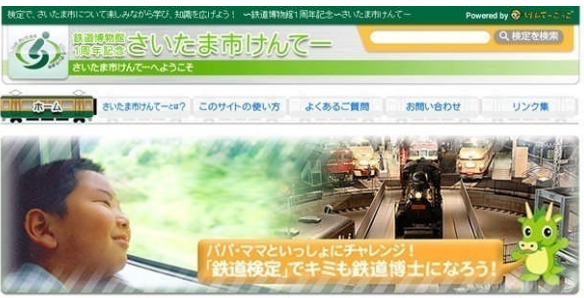 検定で、さいたま市について楽しみながら学び、知識を広げよう！ 〜鉄道博物館1周年記念〜さいたま市けんてー
Powered by けんてーごっこ
鉄道博物館
1周年記念
さいたま市けんてー
検定を検索
さいたま市けんてーへようこそ
ホーム
さいたま市けんてーとは？
このサイトの使い方
よくあるご質問
お問い合わせ
リンク集
パパ・ママといっしょにチャレンジ！
「鉄道検定」でキミも鉄道博士になろう！